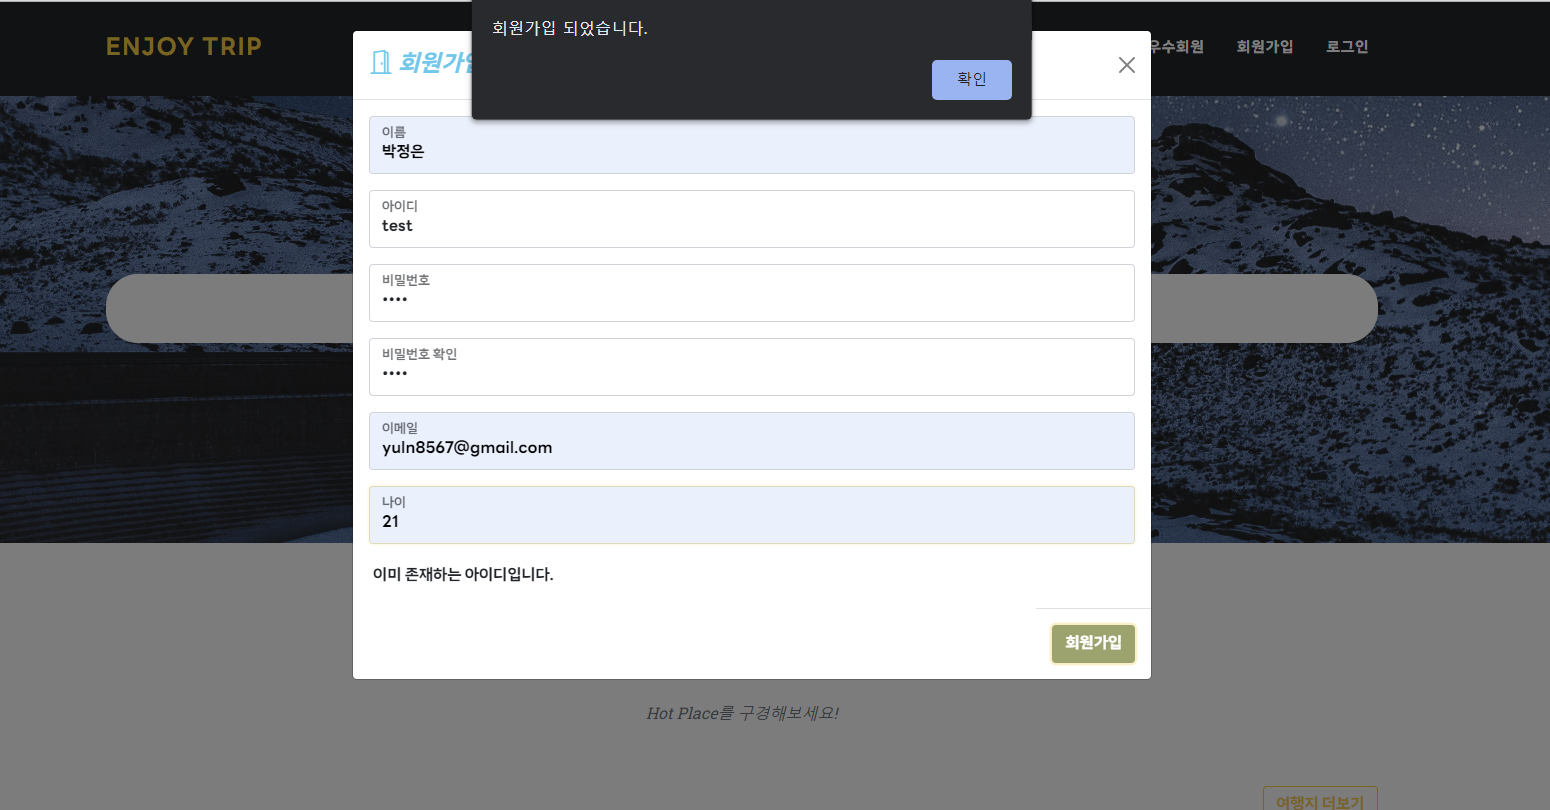 회원가입 되었습니다.
확인
ENJOY TRIP
우수회원
회원가입
로그인
회원가입
이름
박정은
아이디
test
비밀번호
••••
비밀번호 확인
••••
이메일
yuln8567@gmail.com
나이
21
이미 존재하는 아이디입니다.
회원가입
Hot Place를 구경해보세요!
여행지 더보기